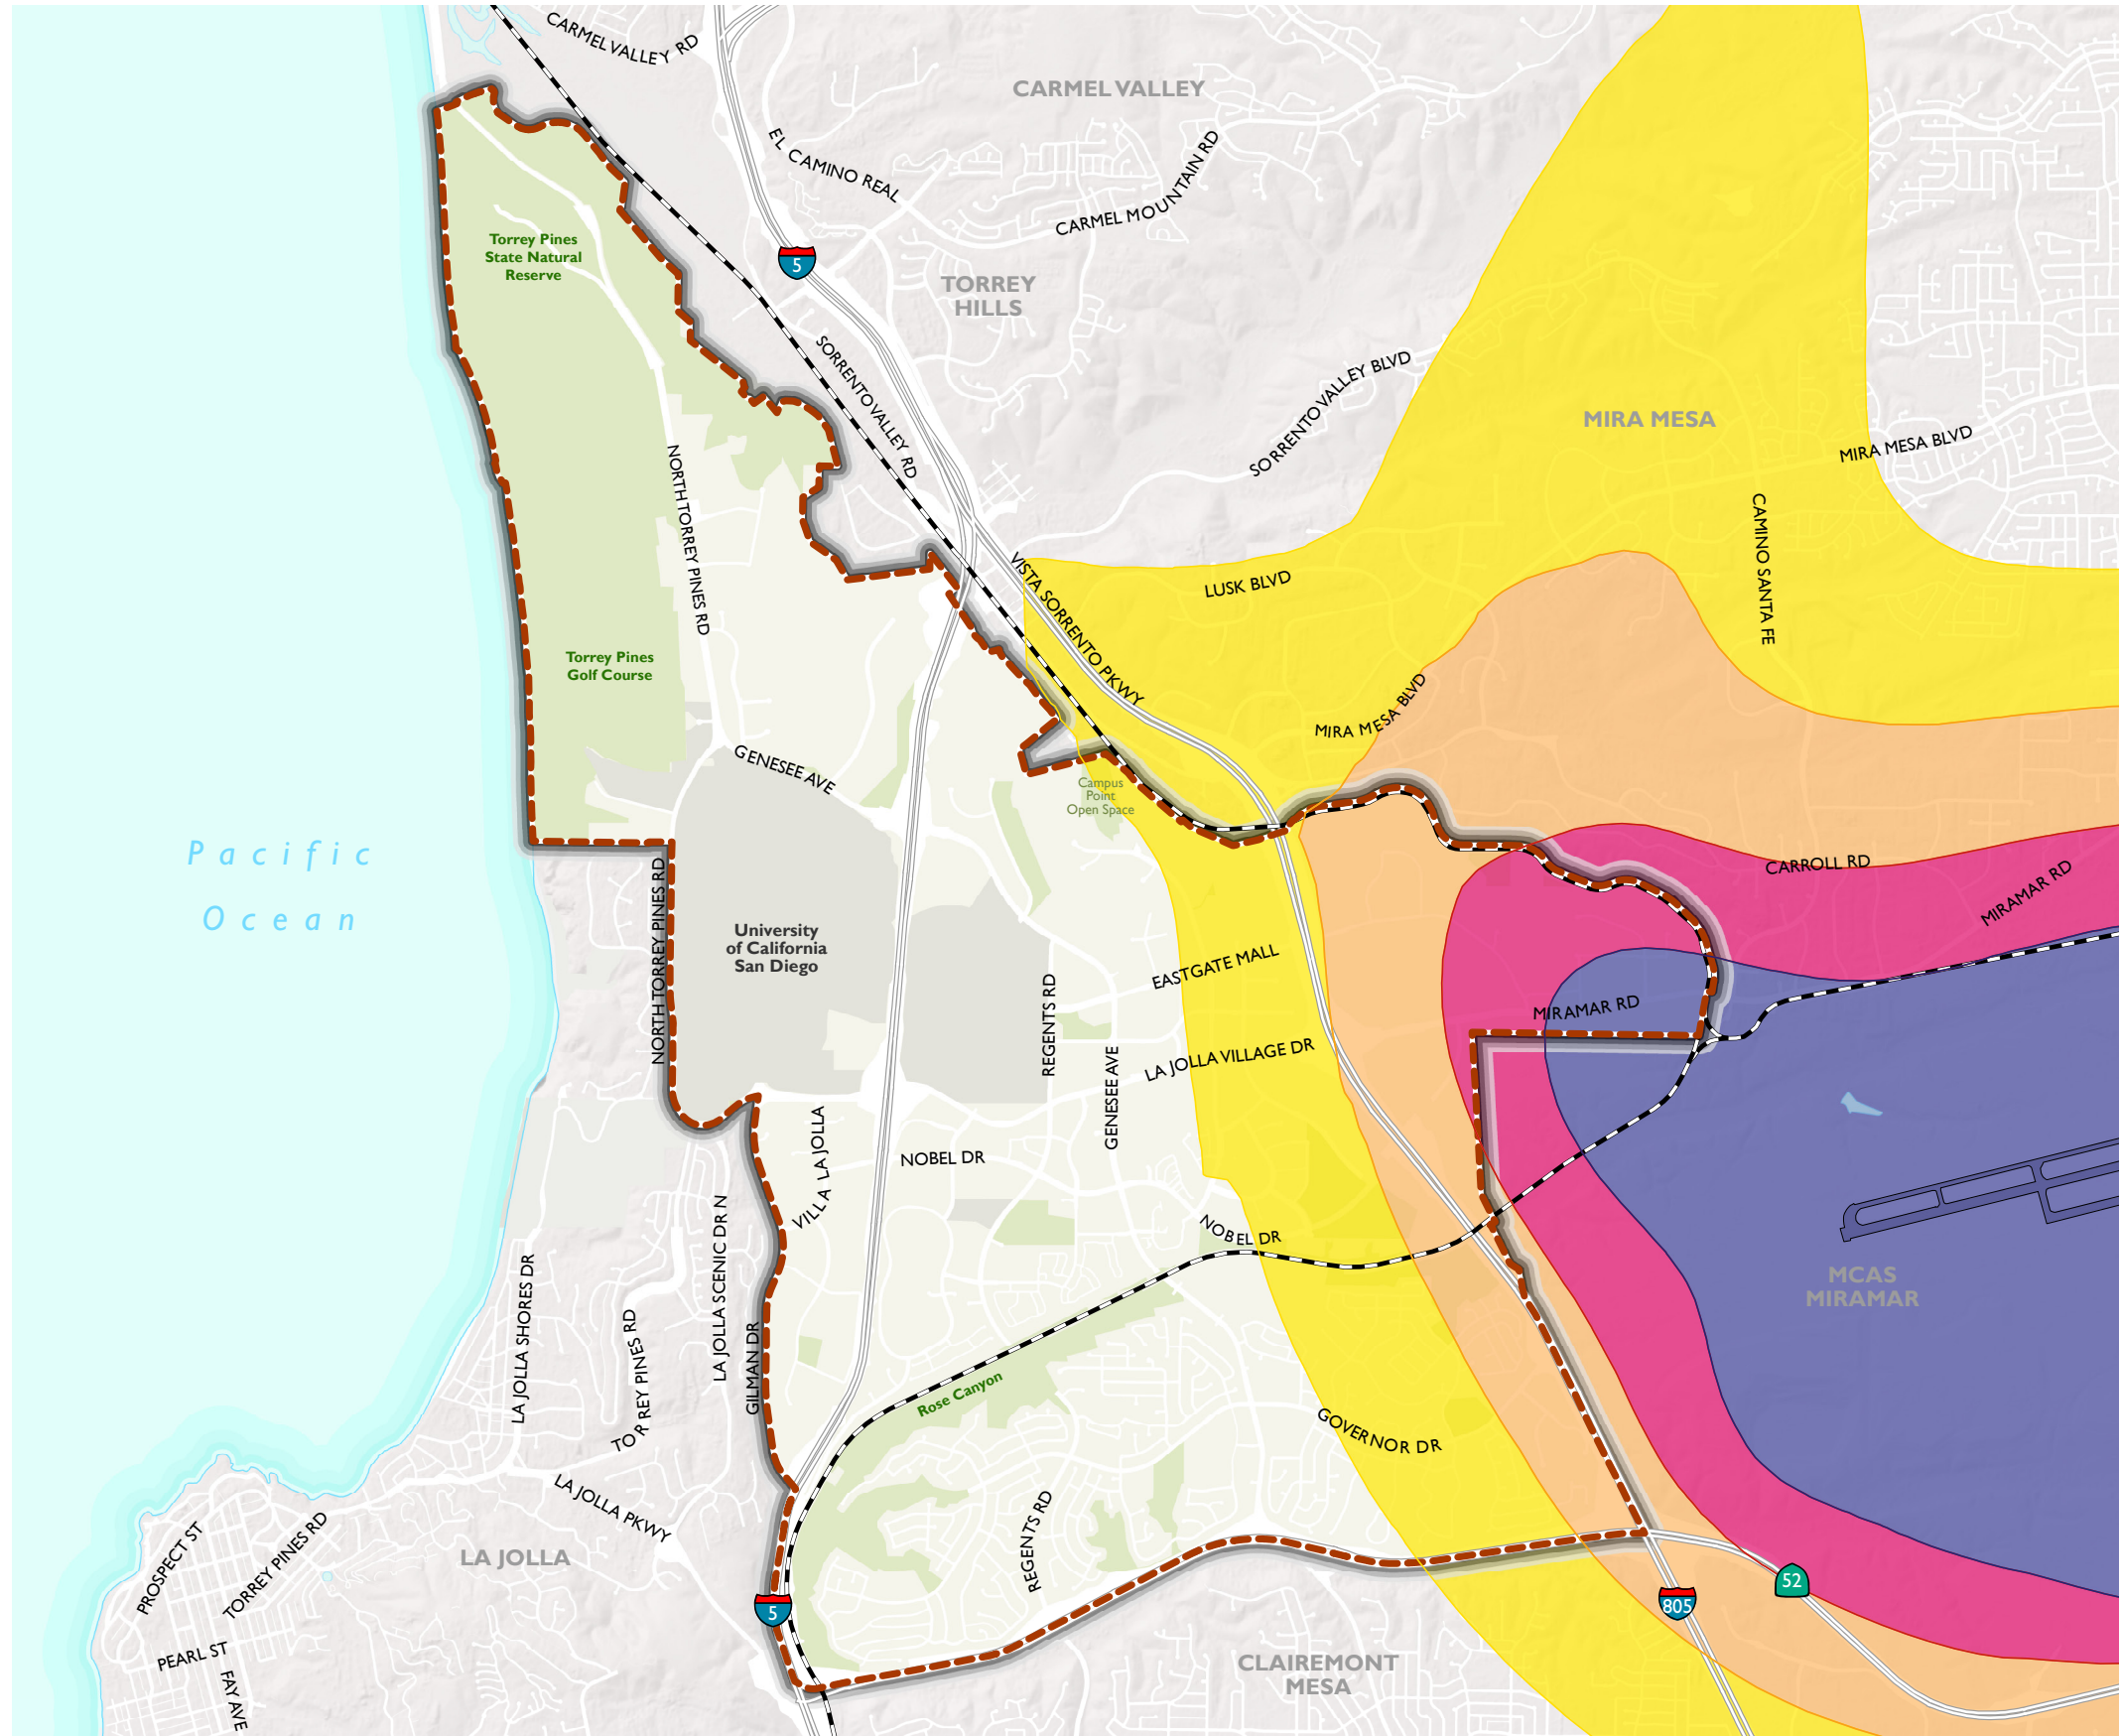 CARMEL VALLEY RD
CARMEL VALLEY
EL CAMINO REAL
CARMEL MOUNTAIN RD
Torrey Pines
State Natural
Reserve
5
TORREY
HILLS
SORRENTO VALLEY RD
SORRENTO VALLEY BLVD
MIRA MESA
MIRA MESA BLVD
NORTH TORREY PINES RD
CAMINO SANTA FE
VISTA SORRENTO PKWY
LUSK BLVD
Torrey Pines
Golf Course
MIRA MESA BLVD
GENESEE AVE
Campus
Point
Open Space
Pacific
Ocean
NORTH TORREY PINES RD
University
of California
San Diego
CARROLL RD
MIRAMAR RD
EASTGATE MALL
REGENTS RD
MIRAMAR RD
GENESEE AVE
LA JOLLA VILLAGE DR
VILLA LA JOLLA
NOBEL DR
NOBEL DR
LA JOLLA SCENIC DR N
LA JOLLA SHORES DR
TORREY PINES RD
GILMAN DR
MCAS
MIRAMAR
Rose Canyon
GOVERNOR DR
LA JOLLA PKWY
REGENTS RD
PROSPECT ST
TORREY PINES RD
LA JOLLA
5
52
805
PEARL ST
FAY AVE
CLAIREMONT
MESA